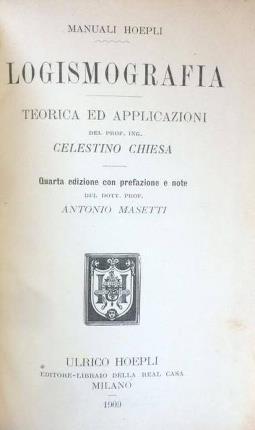 MANUALI HOEPLI
LOGISMOGRAFIA
TEORICA ED APPLICAZIONI
DEL PROF. ING.
CELESTINO CHIESA
Quarta edizione con prefazione e note
DEL DOTT. PROF.
ANTONIO MASETTI
ULRICO HOEPLI
EDITORE-LIBRAIO DELLA REAL CASA
MILANO
1909